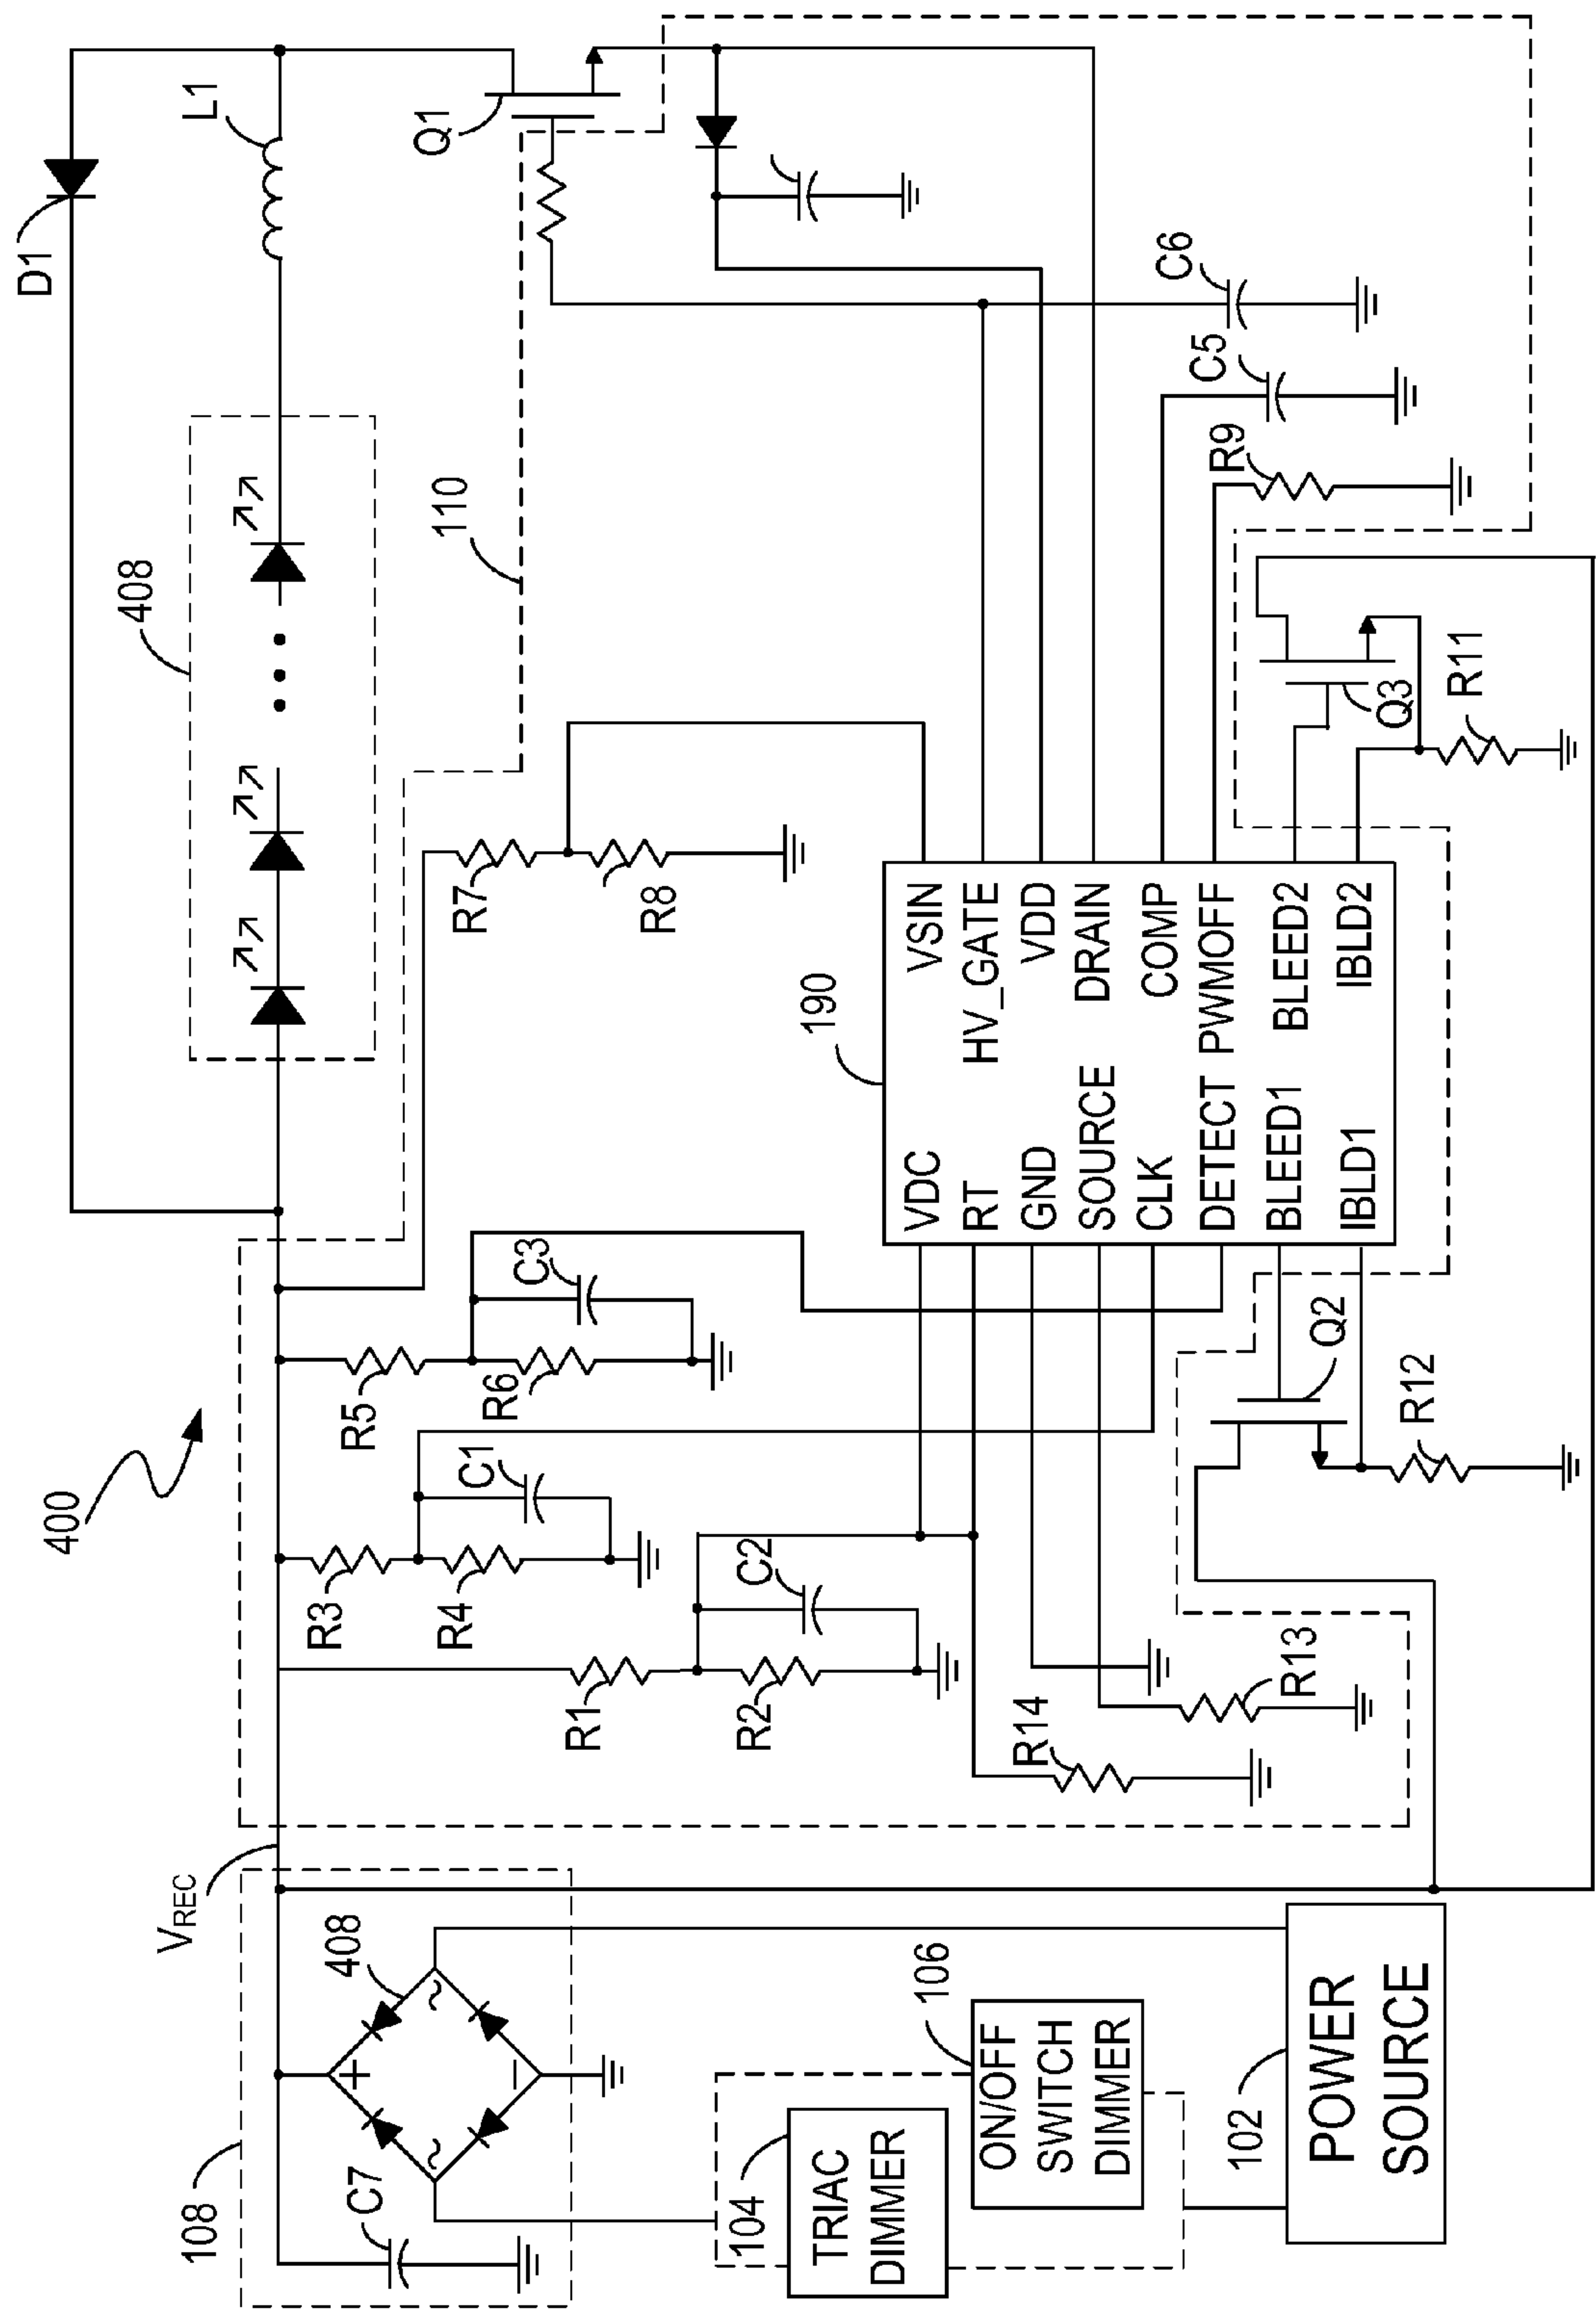 400
108
C7
408
VREC
104
TRIAC
DIMMER
106
ON/OFF
SWITCH
DIMMER
102
POWER
SOURCE
R1
R2
C2
R3
R4
C1
R5
R6
C3
R14
R13
R12
Q2
R7
R8
190
VDC
RT
GND
SOURCE
CLK
DETECT
BLEED1
IBLD1
VSIN
HV_GATE
VDD
DRAIN
COMP
PWMOFF
BLEED2
IBLD2
408
110
D1
L1
Q1
C6
C5
R9
Q3
R11